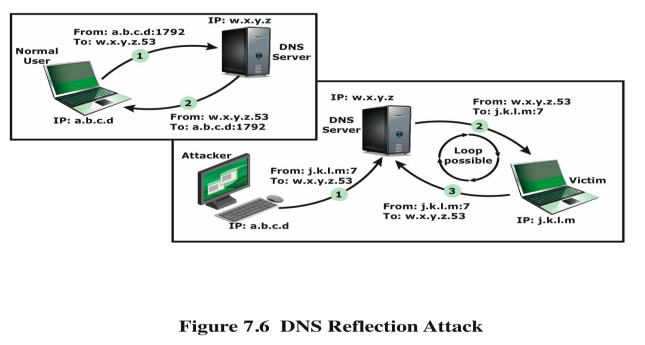 IP: w.x.y.z
From: a.b.c.d:1792
To: w.x.y.z.53
1
Normal
User
DNS
Server
2
From: w.x.y.z.53
To: a.b.c.d:1792
IP: a.b.c.d
IP: w.x.y.z
DNS
Server
From: w.x.y.z.53
To: j.k.l.m:7
2
Loop
possible
Attacker
From: j.k.l.m:7
To: w.x.y.z.53
1
Victim
3
From: j.k.l.m:7
To: w.x.y.z.53
IP: j.k.l.m
IP: a.b.c.d
Figure 7.6 DNS Reflection Attack